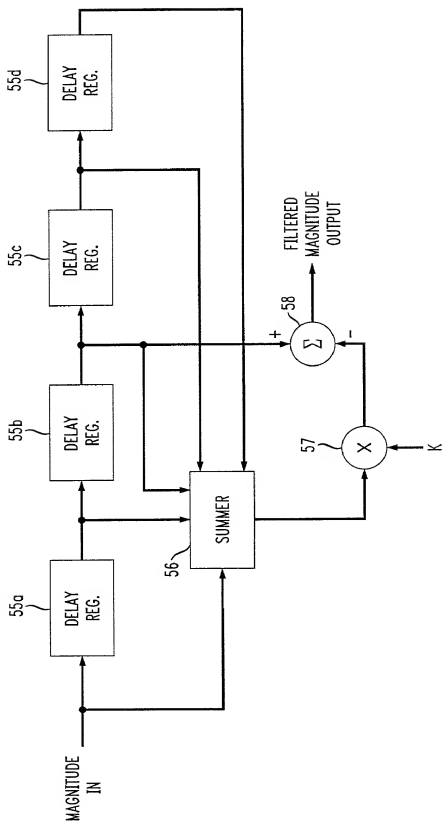 55a
DELAY
REG.
55b
DELAY
REG.
55c
DELAY
REG.
55d
DELAY
REG.
MAGNITUDE
IN
56
SUMMER
57
X
K
+
-
58
Σ
FILTERED
MAGNITUDE
OUTPUT